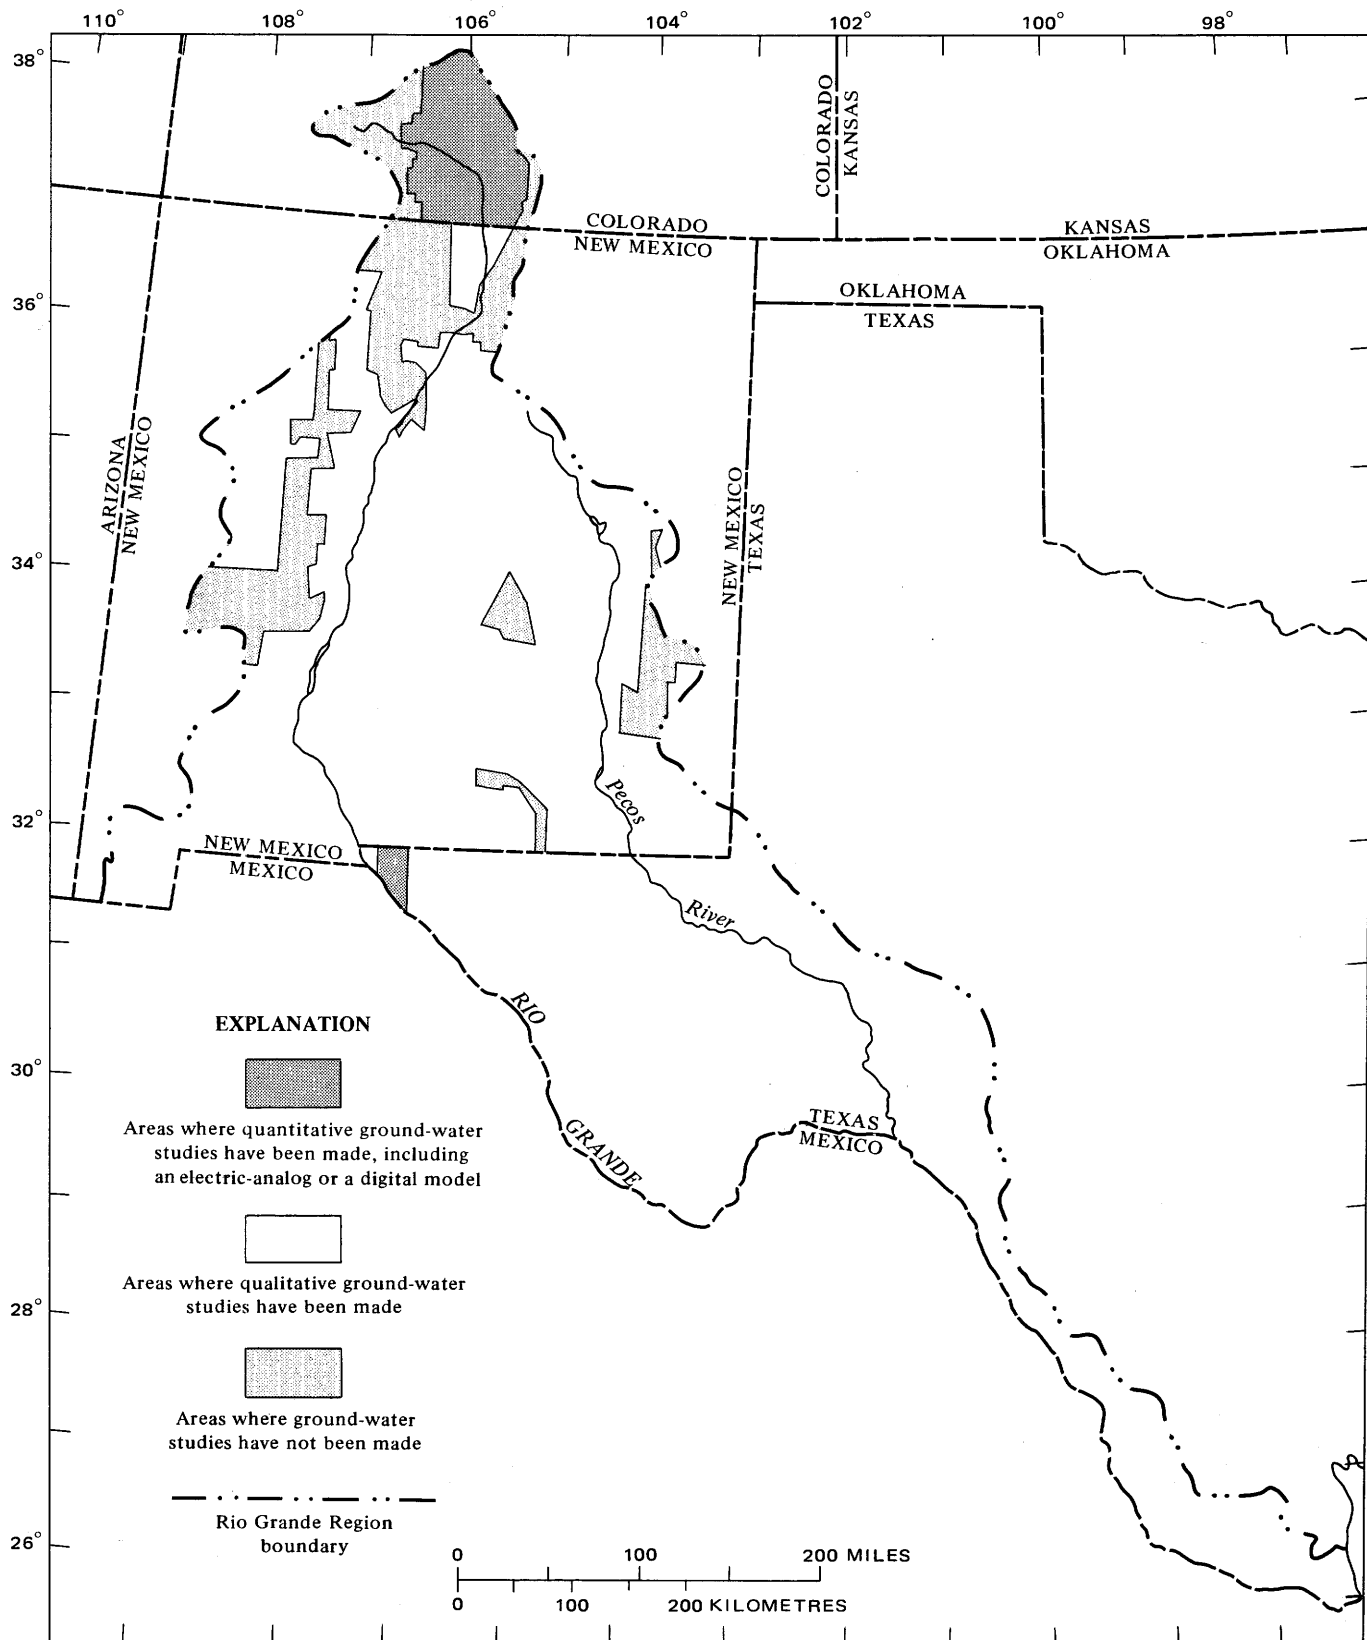 110° 108° 106° 104° 102° 100° 98°
38°
COLORADO
KANSAS
COLORADO
NEW MEXICO
KANSAS
OKLAHOMA
36°
OKLAHOMA
TEXAS
ARIZONA
NEW MEXICO
NEW MEXICO
TEXAS
34°
Pecos
32°
NEW MEXICO
MEXICO
River
RIO
EXPLANATION
30°
Areas where quantitative ground-water
studies have been made, including
an electric-analog or a digital model
GRANDE
TEXAS
MEXICO
Areas where qualitative ground-water
studies have been made
28°
Areas where ground-water
studies have not been made
Rio Grande Region
boundary
26°
0 100 200 MILES
0 100 200 KILOMETRES